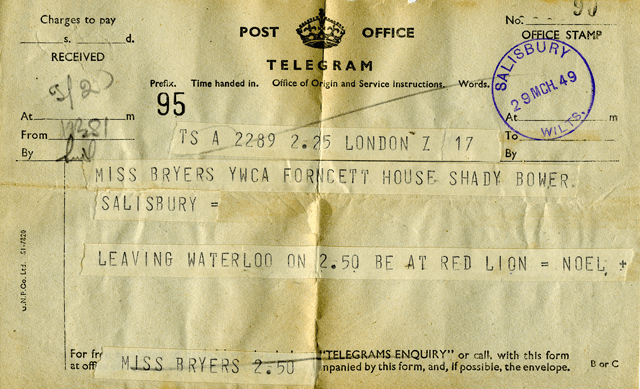 Charges to pay
s. d.
RECEIVED
At m
From
By
POST OFFICE
TELEGRAM
Prefix. Time handed in. Office of Origin and Service Instructions. Words.
95
No.
OFFICE STAMP
SALISBURY
29 MCH 49
WILTS.
At m
To
By
TS A 2289 2.25 LONDON Z / 17
MISS BRYERS YWCA FORNCETT HOUSE SHADY BOWER.
SALISBURY =
LEAVING WATERLOO ON 2.50 BE AT RED LION = NOEL +
For
at
MISS BRYERS 2.50
"TELEGRAMS ENQUIRY" or call, with this form
mpanied by this form, and, if possible, the envelope.
B or C